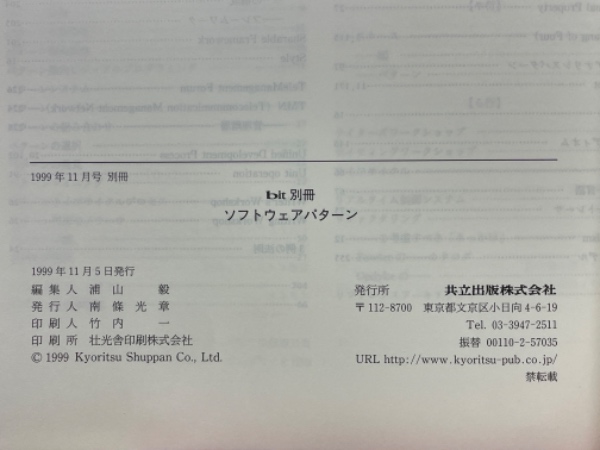 1999年11月号 別冊
bit 別冊
ソフトウェアパターン
1999年11月5日発行
編集人 浦山 毅
発行人 南條光章
印刷人 竹内 一
印刷所 壮光舎印刷株式会社
© 1999 Kyoritsu Shuppan Co., Ltd.
発行所 共立出版株式会社
〒112-8700 東京都文京区小日向4-6-19
Tel. 03-3947-2511
振替 00110-2-57035
URL http://www.kyoritsu-pub.co.jp/
禁転載